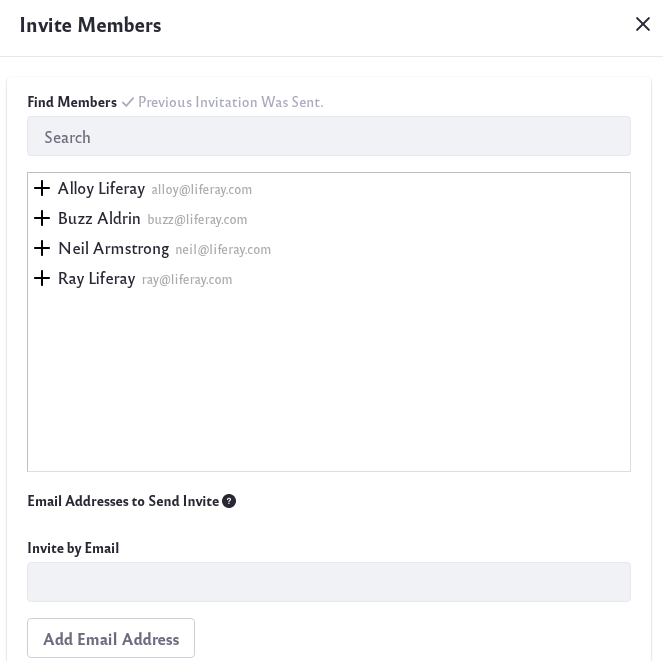 Invite Members
Find Members Previous Invitation Was Sent.
Search
Alloy Liferay alloy@liferay.com
Buzz Aldrin buzz@liferay.com
Neil Armstrong neil@liferay.com
Ray Liferay ray@liferay.com
Email Addresses to Send Invite ?
Invite by Email
Add Email Address